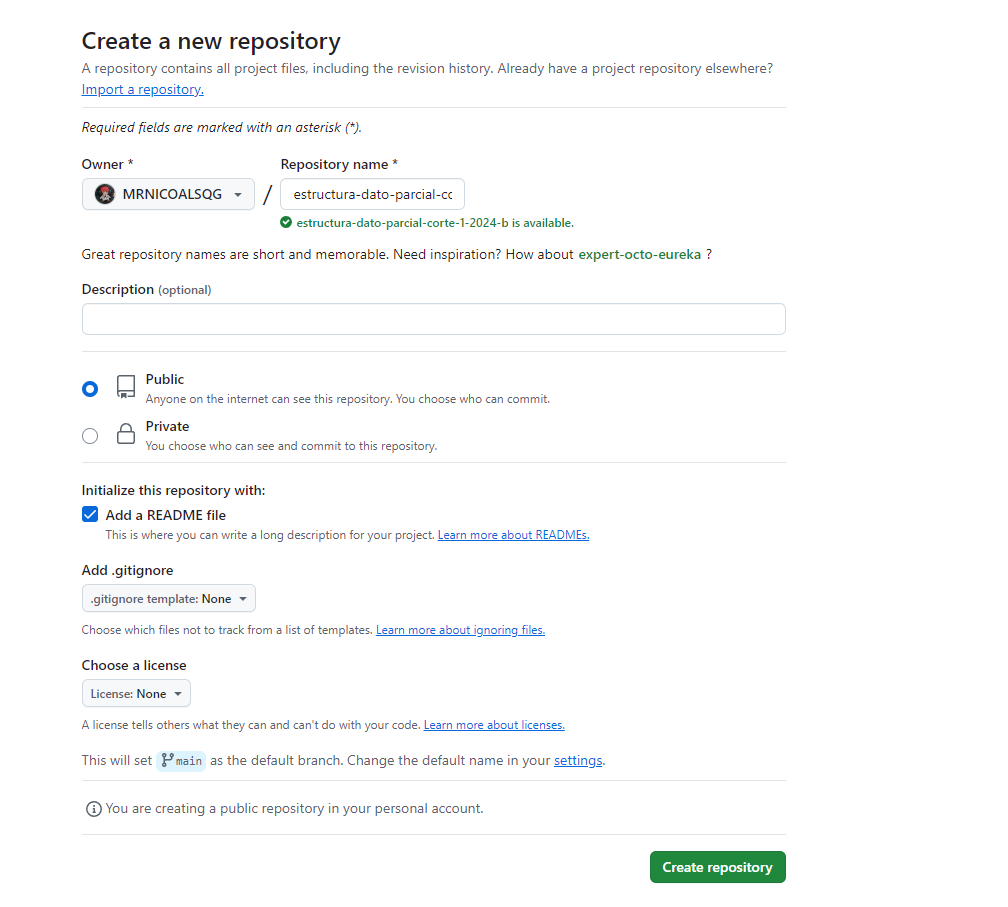 Create a new repository
A repository contains all project files, including the revision history. Already have a project repository elsewhere?
Import a repository.
Required fields are marked with an asterisk (*).
Owner *
Repository name *
MRNICOALSQG
/
estructura-dato-parcial-cc
estructura-dato-parcial-corte-1-2024-b is available.
Great repository names are short and memorable. Need inspiration? How about expert-octo-eureka ?
Description (optional)
Public
Anyone on the internet can see this repository. You choose who can commit.
Private
You choose who can see and commit to this repository.
Initialize this repository with:
Add a README file
This is where you can write a long description for your project. Learn more about READMEs.
Add .gitignore
.gitignore template: None
Choose which files not to track from a list of templates. Learn more about ignoring files.
Choose a license
License: None
A license tells others what they can and can't do with your code. Learn more about licenses.
This will set main as the default branch. Change the default name in your settings.
You are creating a public repository in your personal account.
Create repository